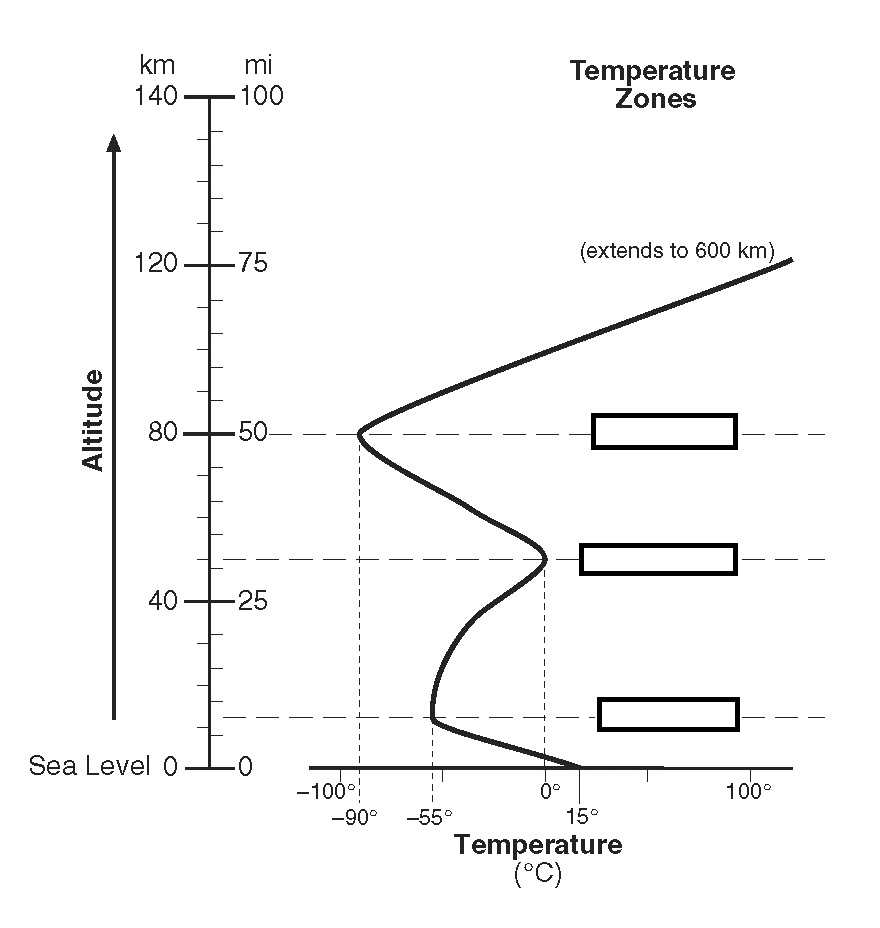 km mi
140 100
Temperature
Zones
(extends to 600 km)
120 75
Altitude
80 50
40 25
Sea Level 0 0
–100° 0° 100°
–90° –55° 15°
Temperature
(°C)